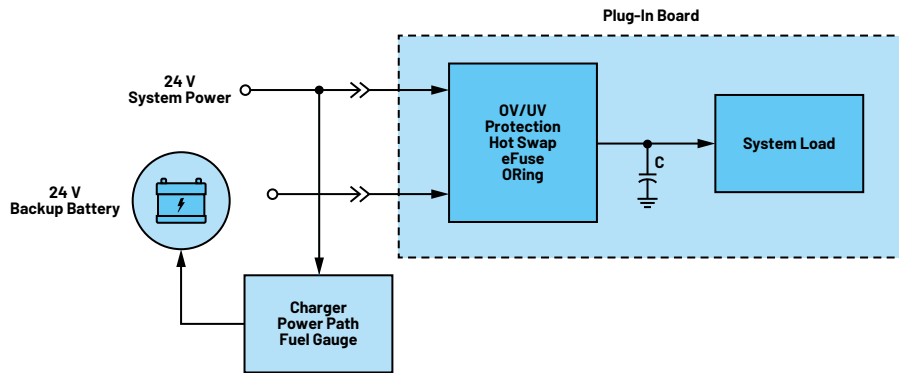 Plug-In Board
24 V
System Power
OV/UV
Protection
Hot Swap
eFuse
ORing
System Load
C
24 V
Backup Battery
Charger
Power Path
Fuel Gauge